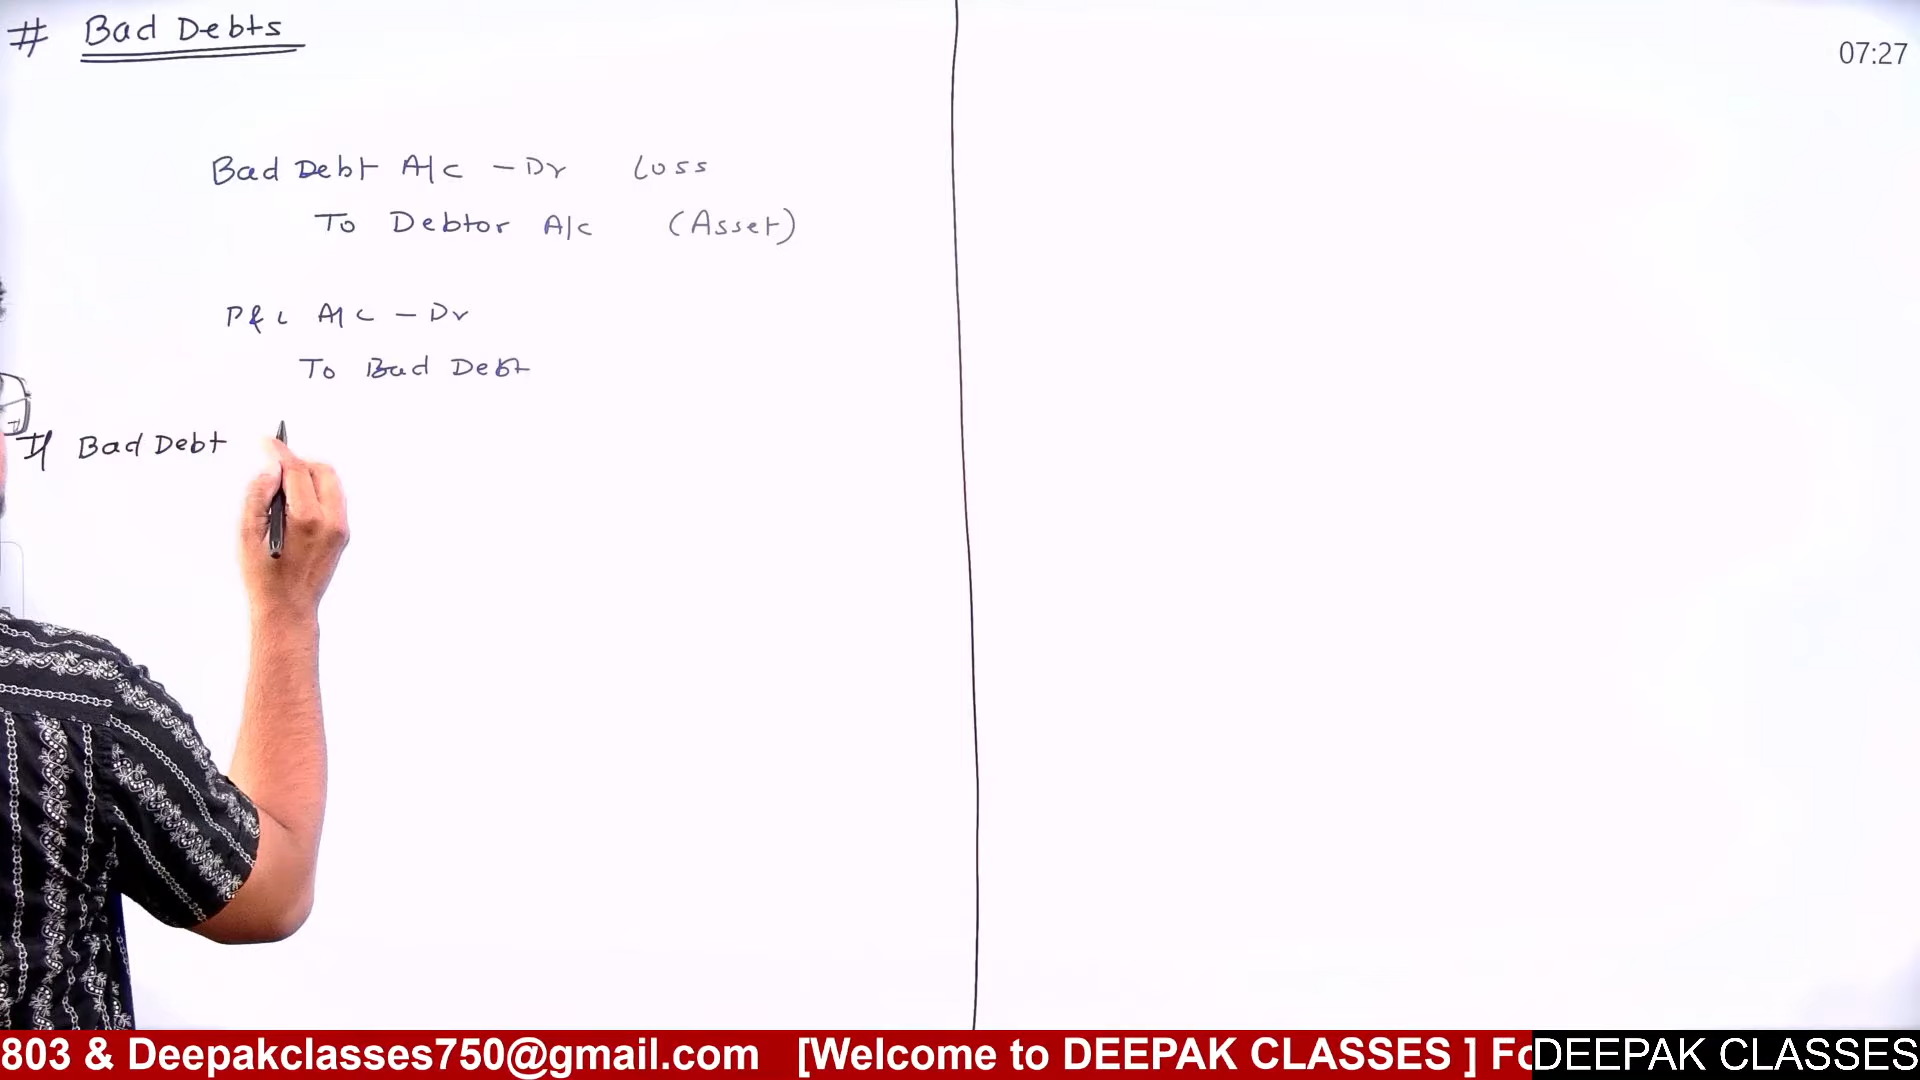 # Bad Debts
07:27
Bad Debt A/c - Dr Loss
To Debtor A/c (Asset)
P&L A/c - Dr
To Bad Debt
If Bad Debt
803 & Deepakclasses750@gmail.com [Welcome to DEEPAK CLASSES ] Fo
DEEPAK CLASSES